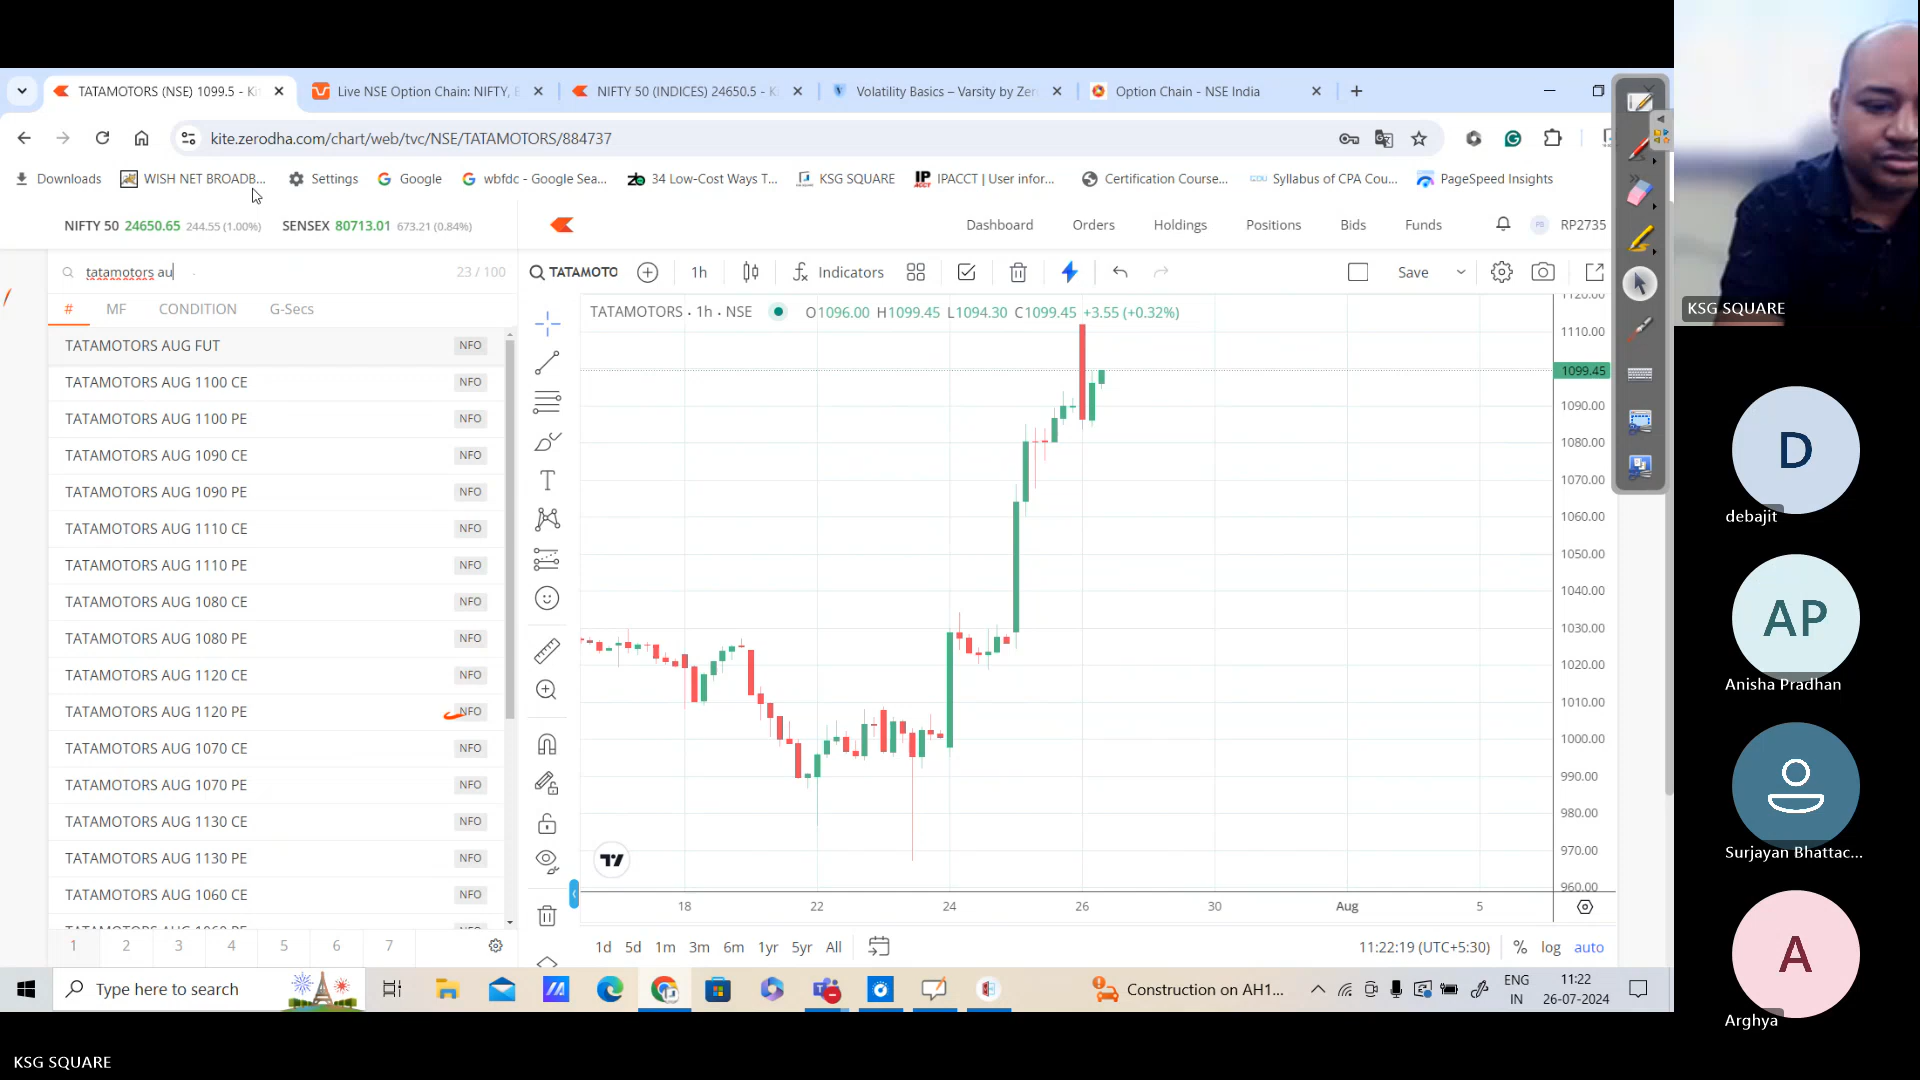 TATAMOTORS (NSE) 1099.5 - Ki
Live NSE Option Chain: NIFTY, B
NIFTY 50 (INDICES) 24650.5 - K
Volatility Basics – Varsity by Zer
Option Chain - NSE India
kite.zerodha.com/chart/web/tvc/NSE/TATAMOTORS/884737
Downloads
WISH NET BROADB...
Settings
Google
wbfdc - Google Sea...
34 Low-Cost Ways T...
KSG SQUARE
IPACCT | User infor...
Certification Course...
Syllabus of CPA Cou...
PageSpeed Insights
NIFTY 50 24650.65 244.55 (1.00%) SENSEX 80713.01 673.21 (0.84%)
Dashboard Orders Holdings Positions Bids Funds
RP2735
tatamotors au
23 / 100
# MF CONDITION G-Secs
TATAMOTORS AUG FUT NFO
TATAMOTORS AUG 1100 CE NFO
TATAMOTORS AUG 1100 PE NFO
TATAMOTORS AUG 1090 CE NFO
TATAMOTORS AUG 1090 PE NFO
TATAMOTORS AUG 1110 CE NFO
TATAMOTORS AUG 1110 PE NFO
TATAMOTORS AUG 1080 CE NFO
TATAMOTORS AUG 1080 PE NFO
TATAMOTORS AUG 1120 CE NFO
TATAMOTORS AUG 1120 PE NFO
TATAMOTORS AUG 1070 CE NFO
TATAMOTORS AUG 1070 PE NFO
TATAMOTORS AUG 1130 CE NFO
TATAMOTORS AUG 1130 PE NFO
TATAMOTORS AUG 1060 CE NFO
1 2 3 4 5 6 7
TATAMOTO
1h
Indicators
Save
TATAMOTORS · 1h · NSE O1096.00 H1099.45 L1094.30 C1099.45 +3.55 (+0.32%)
1120.00
1110.00
1099.45
1090.00
1080.00
1070.00
1060.00
1050.00
1040.00
1030.00
1020.00
1010.00
1000.00
990.00
980.00
970.00
960.00
18 22 24 26 30 Aug 5
1d 5d 1m 3m 6m 1yr 5yr All
11:22:19 (UTC+5:30) % log auto
Type here to search
Construction on AH1...
ENG
IN
11:22
26-07-2024
KSG SQUARE
D
debajit
AP
Anisha Pradhan
Surjayan Bhattac...
A
Arghya
KSG SQUARE